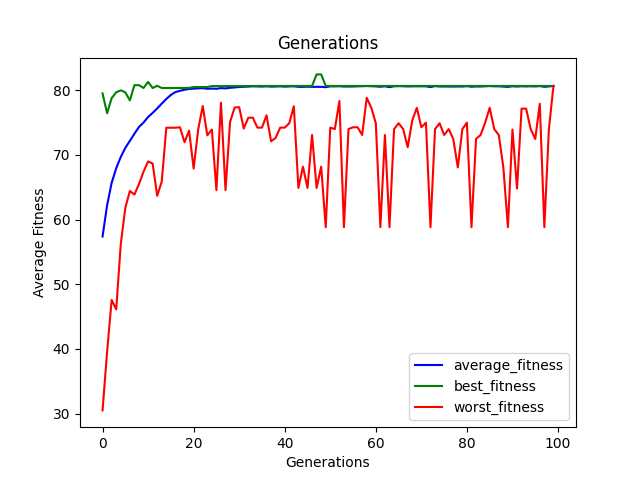 Generations
Average Fitness
80
70
60
50
40
30
0 20 40 60 80 100
Generations
average_fitness
best_fitness
worst_fitness